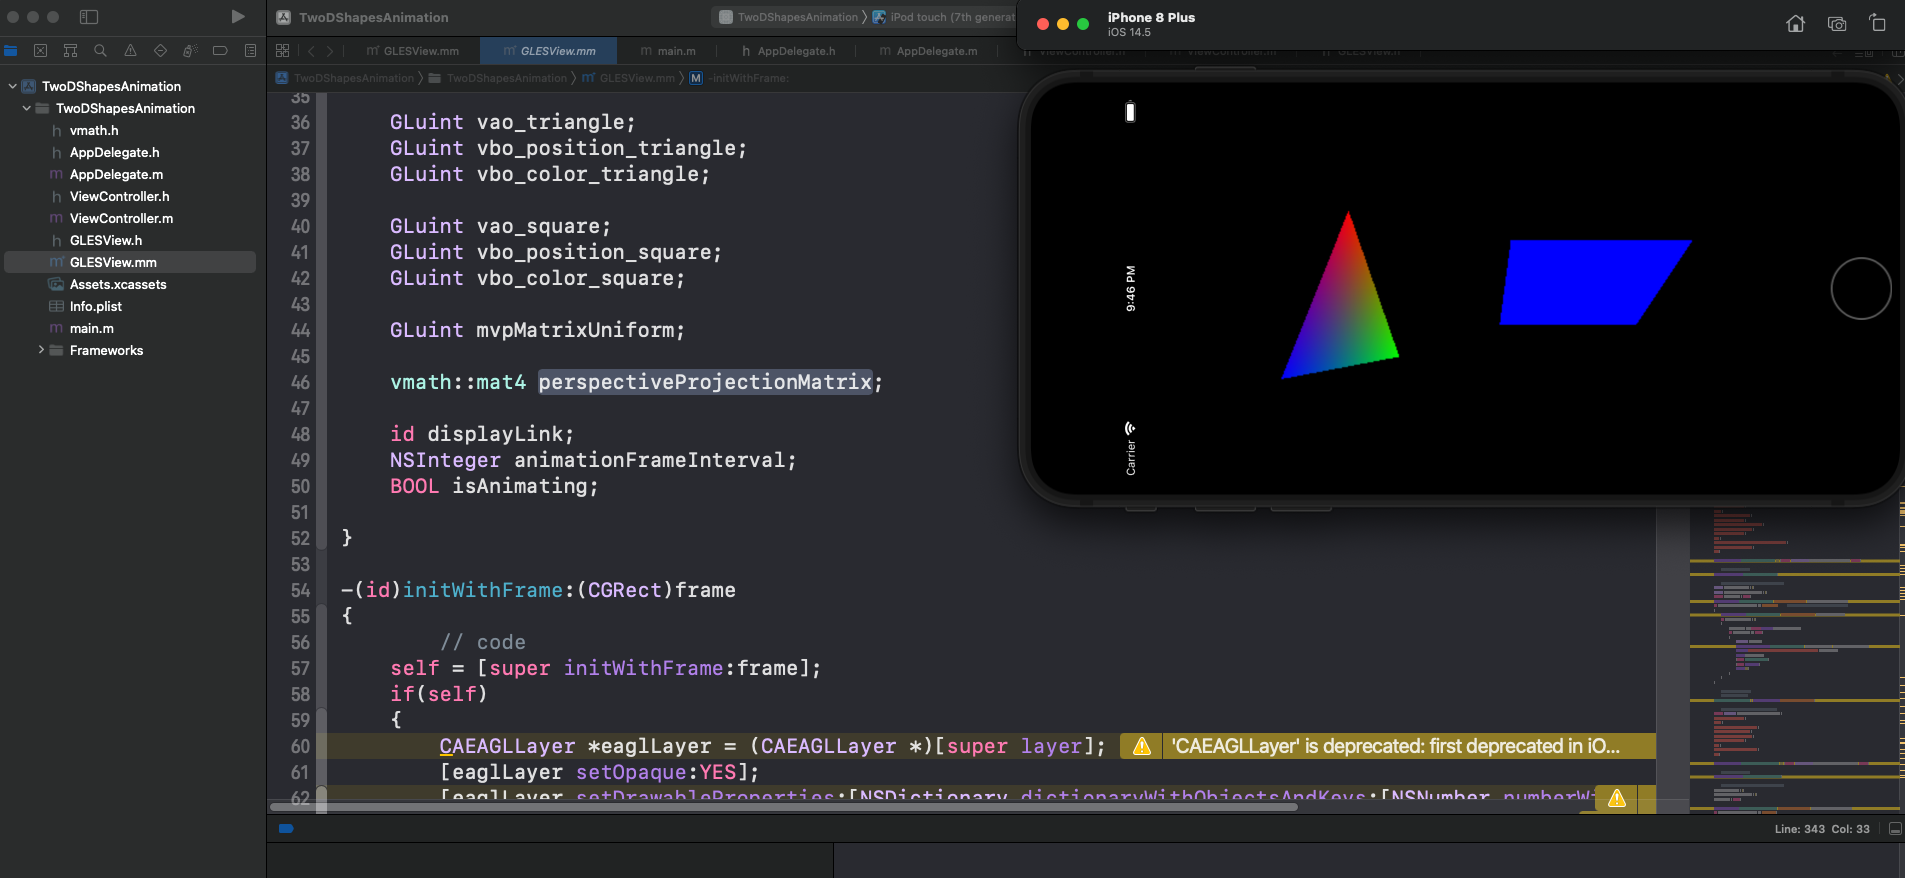 TwoDShapesAnimation
TwoDShapesAnimation
iPod touch (7th generat
iPhone 8 Plus
iOS 14.5
GLESView.mm
GLESView.mm
main.m
AppDelegate.h
AppDelegate.m
TwoDShapesAnimation
TwoDShapesAnimation
GLESView.mm
M -initWithFrame:
TwoDShapesAnimation
TwoDShapesAnimation
h vmath.h
h AppDelegate.h
m AppDelegate.m
h ViewController.h
m ViewController.m
h GLESView.h
m GLESView.mm
Assets.xcassets
Info.plist
m main.m
Frameworks
35
36 GLuint vao_triangle;
37 GLuint vbo_position_triangle;
38 GLuint vbo_color_triangle;
39
40 GLuint vao_square;
41 GLuint vbo_position_square;
42 GLuint vbo_color_square;
43
44 GLuint mvpMatrixUniform;
45
46 vmath::mat4 perspectiveProjectionMatrix;
47
48 id displayLink;
49 NSInteger animationFrameInterval;
50 BOOL isAnimating;
51
52 }
53
54 -(id)initWithFrame:(CGRect)frame
55 {
56 // code
57 self = [super initWithFrame:frame];
58 if(self)
59 {
60 CAEAGLLayer *eaglLayer = (CAEAGLLayer *)[super layer];
'CAEAGLLayer' is deprecated: first deprecated in iO...
61 [eaglLayer setOpaque:YES];
62 [eaglLayer setDrawableProperties:[NSDictionary dictionaryWithObjectsAndKeys:[NSNumber numberWi
9:46 PM
Carrier
Line: 343 Col: 33